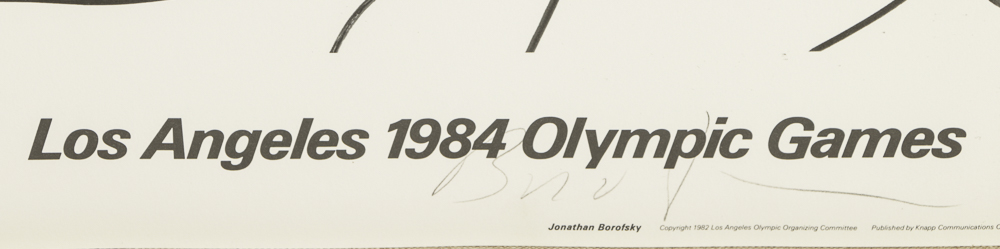 Los Angeles 1984 Olympic Games
Jonathan Borofsky Copyright 1982 Los Angeles Olympic Organizing Committee Published by Knapp Communications C